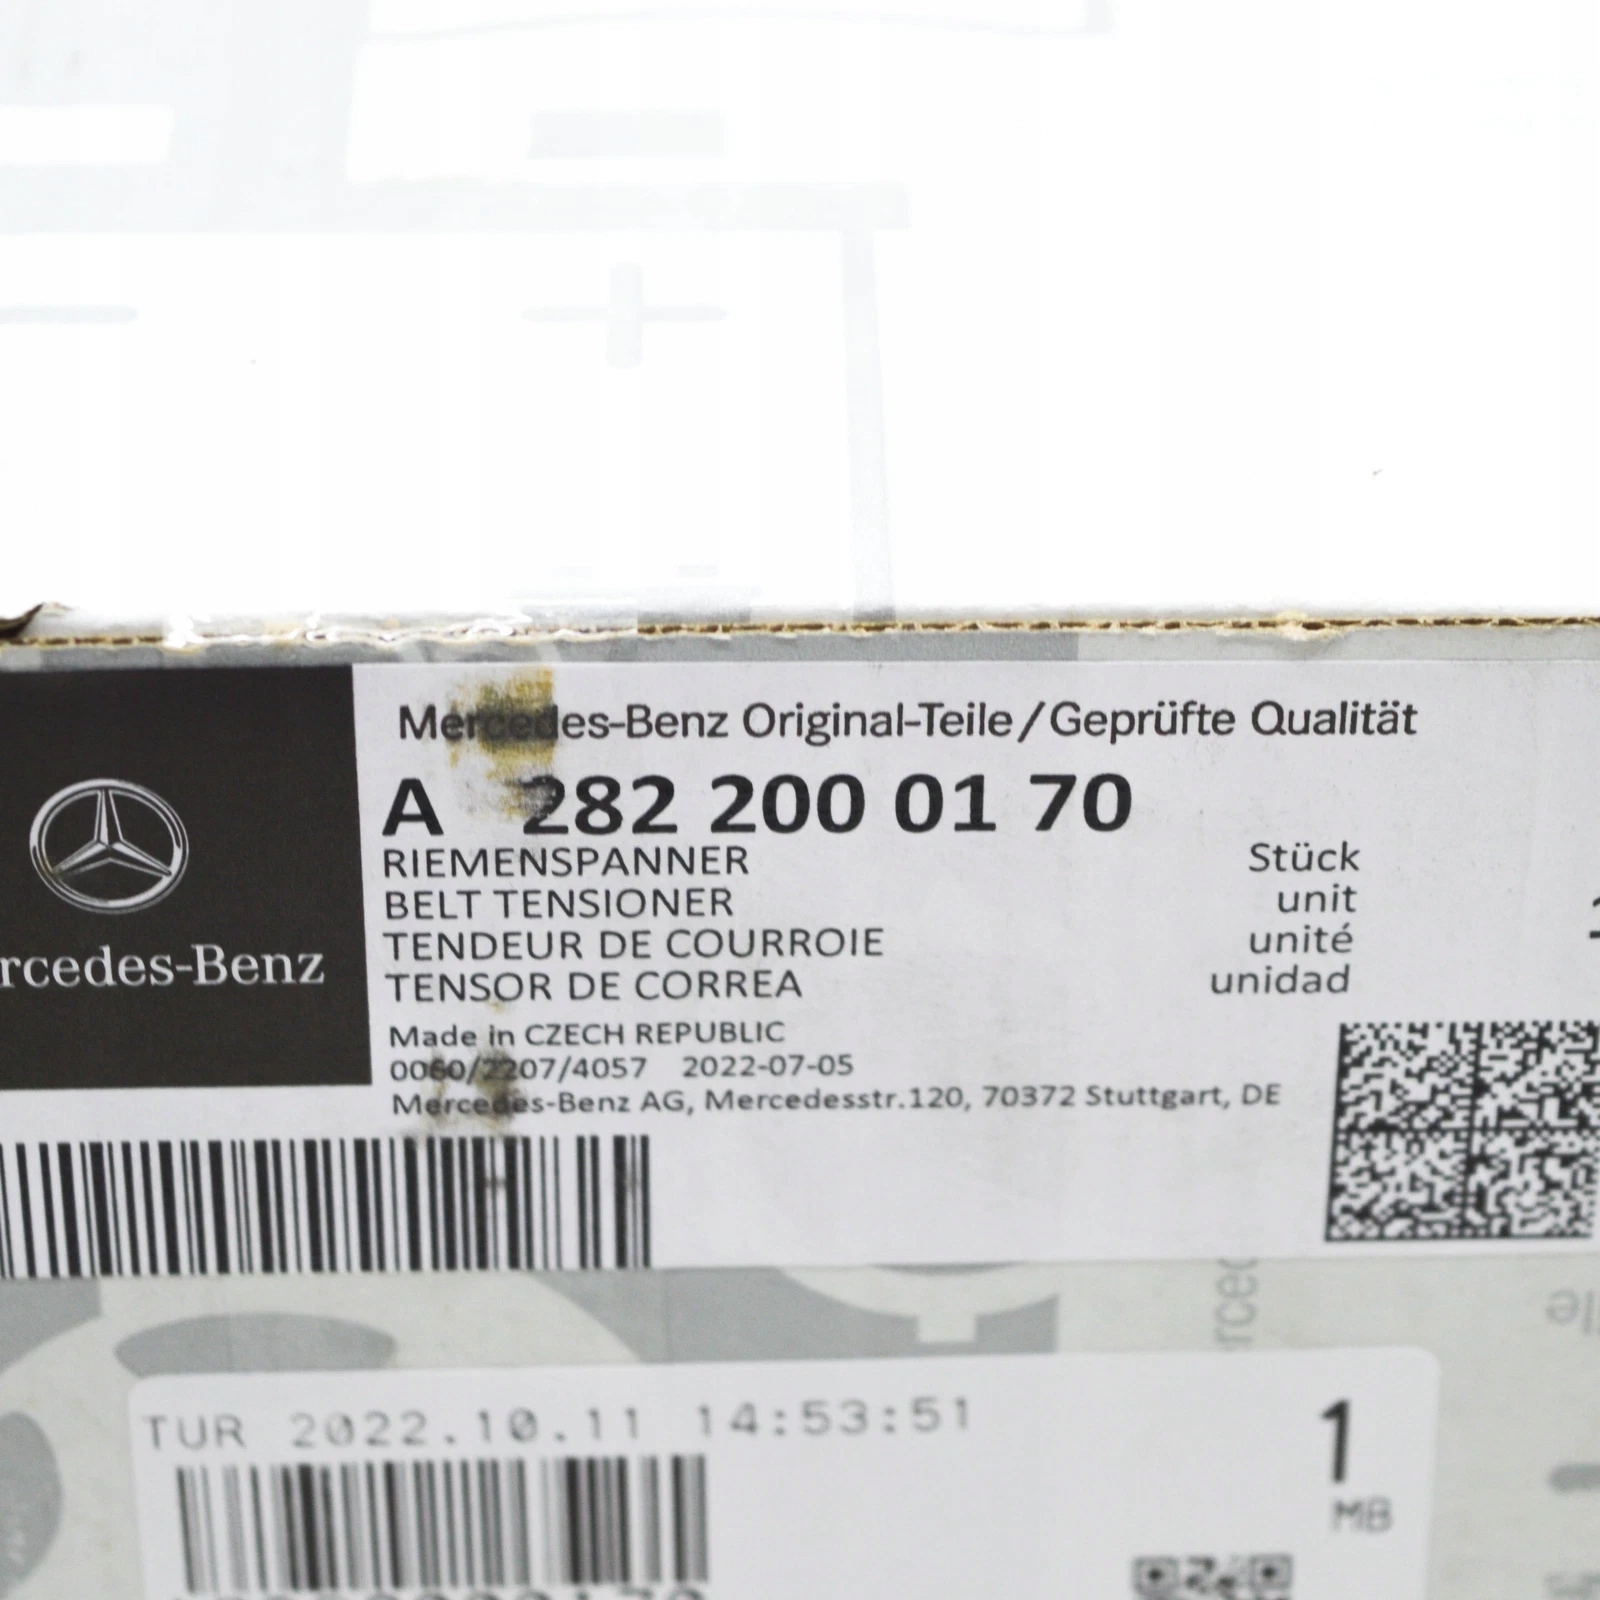 Mercedes-Benz Original-Teile/Geprüfte Qualität
A 282 200 01 70
RIEMENSPANNER Stück
BELT TENSIONER unit
TENDEUR DE COURROIE unité
TENSOR DE CORREA unidad
rcedes-Benz
Made in CZECH REPUBLIC
0060/2207/4057 2022-07-05
Mercedes-Benz AG, Mercedesstr.120, 70372 Stuttgart, DE
TUR 2022.10.11 14:53:51
1
MB